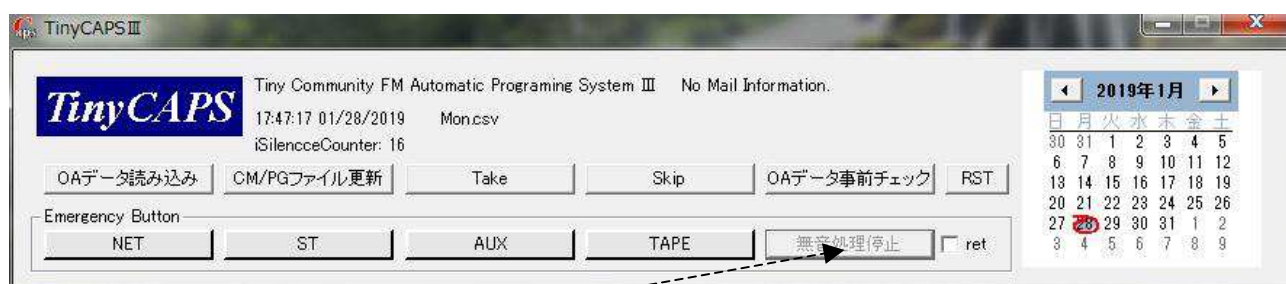 TinyCAPSⅢ
TinyCAPS
Tiny Community FM Automatic Programing System Ⅲ No Mail Information.
17:47:17 01/28/2019 Mon.csv
iSilencceCounter: 16
OAデータ読み込み CM/PGファイル更新 Take Skip OAデータ事前チェック RST
Emergency Button
NET ST AUX TAPE 無音処理停止 ret
2019年1月
日 月 火 水 木 金 土
30 31 1 2 3 4 5
6 7 8 9 10 11 12
13 14 15 16 17 18 19
20 21 22 23 24 25 26
27 28 29 30 31 1 2
3 4 5 6 7 8 9